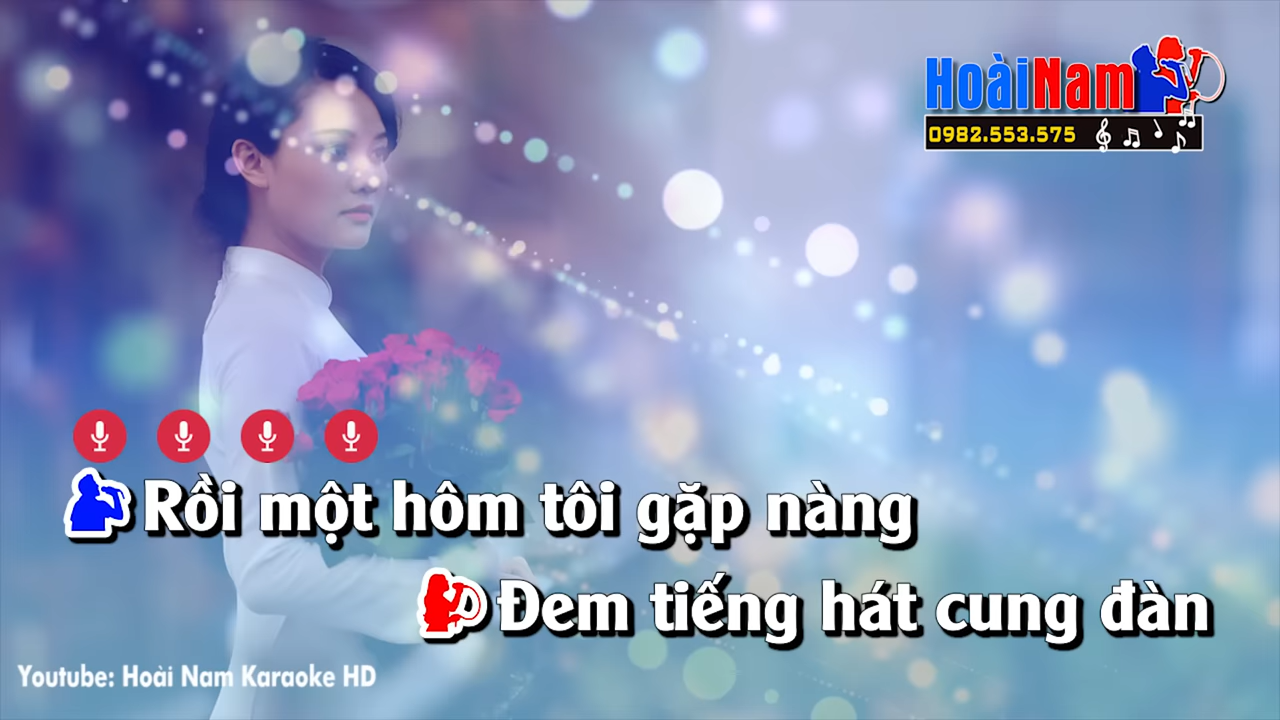 HoàiNam
0982.553.575
Rồi một hôm tôi gặp nàng
Đem tiếng hát cung đàn
Youtube: Hoài Nam Karaoke HD